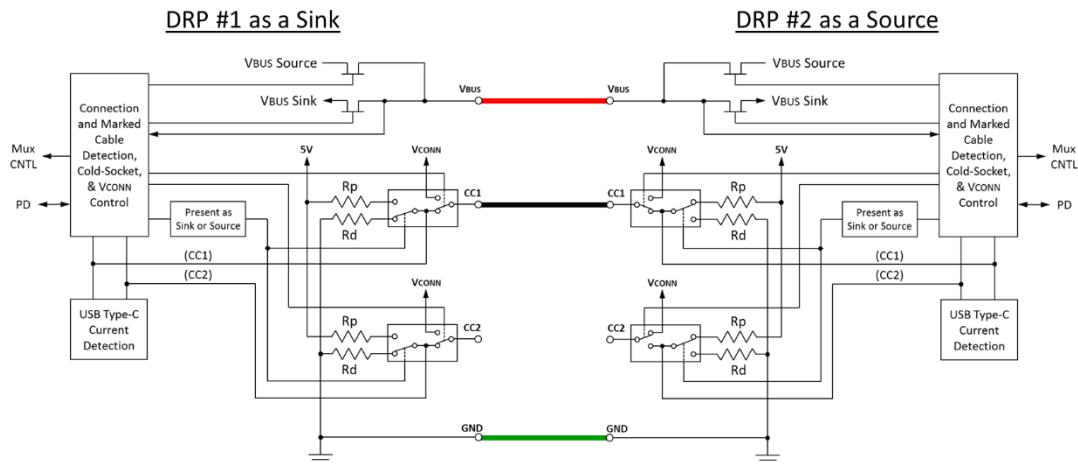 DRP #1 as a Sink
DRP #2 as a Source
VBUS Source
VBUS Sink
VBUS
VBUS
VBUS Source
VBUS Sink
Connection
and Marked
Cable
Detection,
Cold-Socket,
& VCONN
Control
Mux
CNTL
PD
Present as
Sink or Source
(CC1)
(CC2)
USB Type-C
Current
Detection
5V
VCONN
Rp
Rd
CC1
VCONN
Rp
Rd
CC2
GND
VCONN
5V
CC1
Rp
Rd
VCONN
CC2
Rp
Rd
GND
Connection
and Marked
Cable
Detection,
Cold-Socket,
& VCONN
Control
Mux
CNTL
PD
Present as
Sink or Source
(CC1)
(CC2)
USB Type-C
Current
Detection